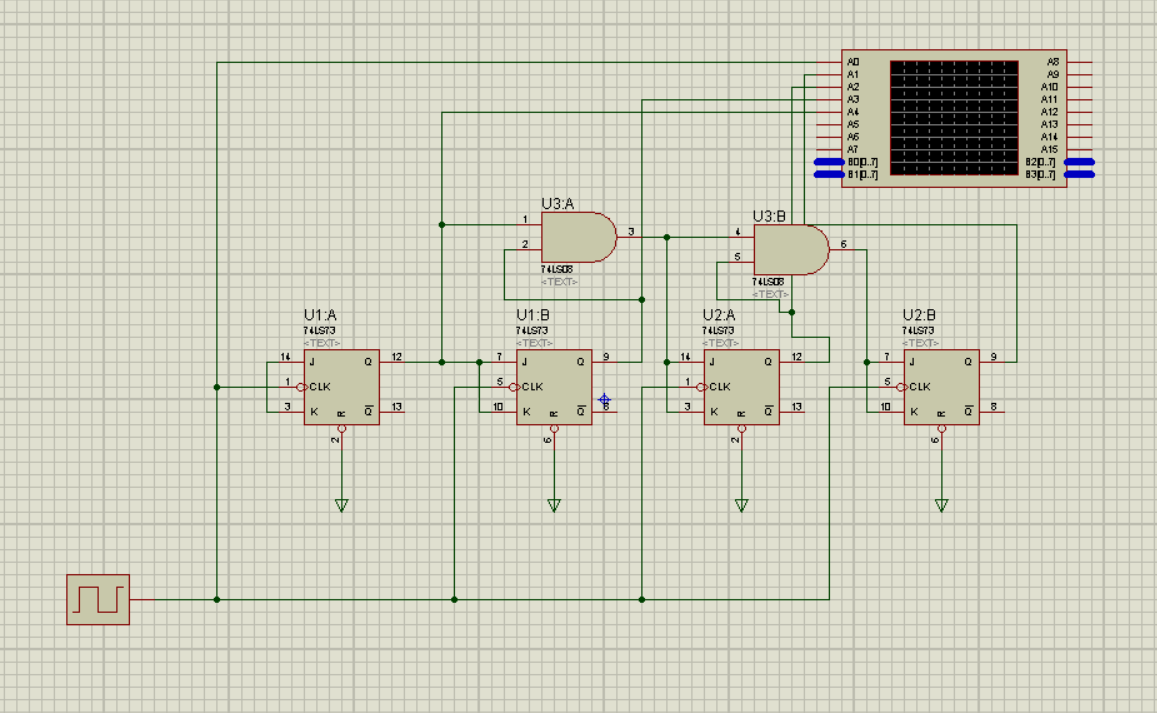 A0 A8
A1 A9
A2 A10
A3 A11
A4 A12
A5 A13
A6 A14
A7 A15
B0[0..7] B2[0..7]
B1[0..7] B3[0..7]
U3:A
1
2
3
74LS08
<TEXT>
U3:B
4
5
6
74LS08
<TEXT>
U1:A
74LS73
<TEXT>
14 J Q 12
1 CLK
3 K R Q 13
2
U1:B
74LS73
<TEXT>
7 J Q 9
5 CLK
10 K R Q 8
6
U2:A
74LS73
<TEXT>
14 J Q 12
1 CLK
3 K R Q 13
2
U2:B
74LS73
<TEXT>
7 J Q 9
5 CLK
10 K R Q 8
6